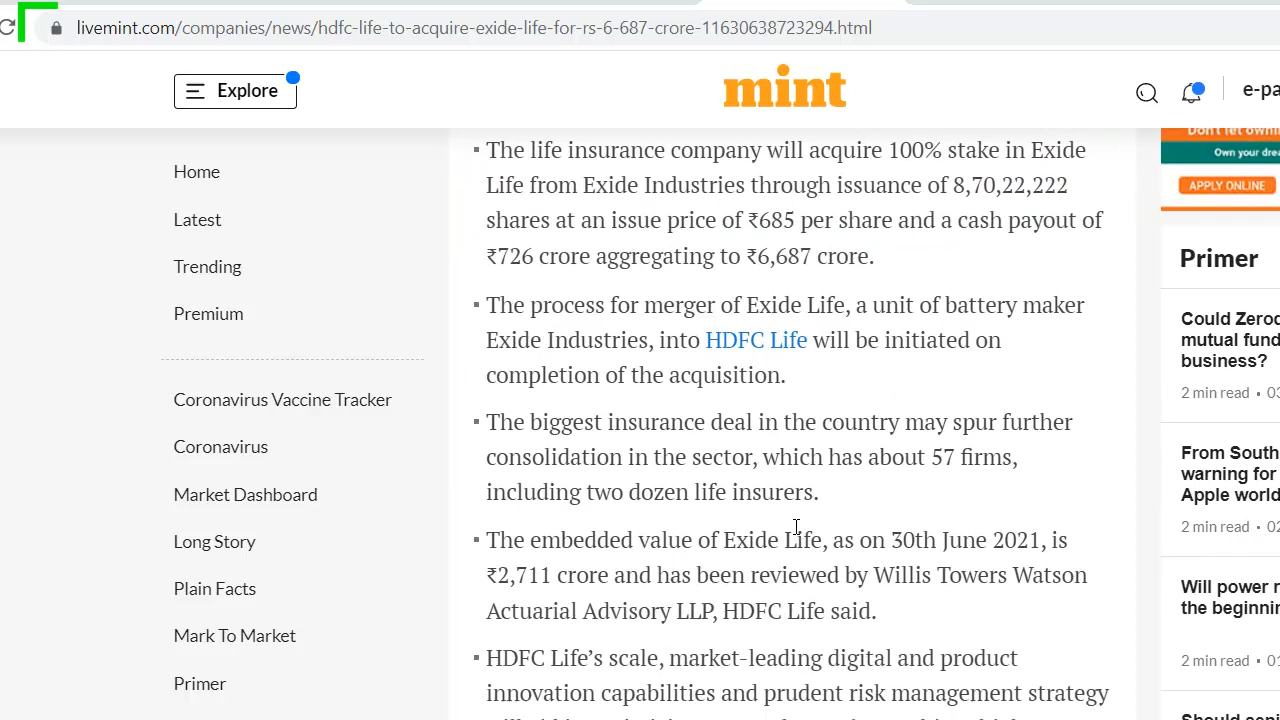 livemint.com/companies/news/hdfc-life-to-acquire-exide-life-for-rs-6-687-crore-11630638723294.html
Explore
mint
e-pa
Home
Latest
Trending
Premium
Coronavirus Vaccine Tracker
Coronavirus
Market Dashboard
Long Story
Plain Facts
Mark To Market
Primer
▪ The life insurance company will acquire 100% stake in Exide
Life from Exide Industries through issuance of 8,70,22,222
shares at an issue price of ₹685 per share and a cash payout of
₹726 crore aggregating to ₹6,687 crore.
▪ The process for merger of Exide Life, a unit of battery maker
Exide Industries, into HDFC Life will be initiated on
completion of the acquisition.
▪ The biggest insurance deal in the country may spur further
consolidation in the sector, which has about 57 firms,
including two dozen life insurers.
▪ The embedded value of Exide Life, as on 30th June 2021, is
₹2,711 crore and has been reviewed by Willis Towers Watson
Actuarial Advisory LLP, HDFC Life said.
▪ HDFC Life’s scale, market-leading digital and product
innovation capabilities and prudent risk management strategy
Don't let owni
Own your drea
APPLY ONLINE
Primer
Could Zerod
mutual fund
business?
2 min read • 03
From South
warning for
Apple world
2 min read • 02
Will power r
the beginnin
2 min read • 01